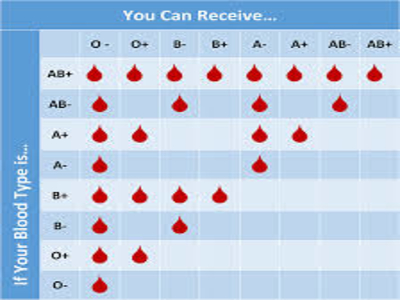 You Can Receive...
O - O+ B- B+ A- A+ AB- AB+
AB+
AB-
A+
A-
B+
B-
O+
O-
If Your Blood Type is...